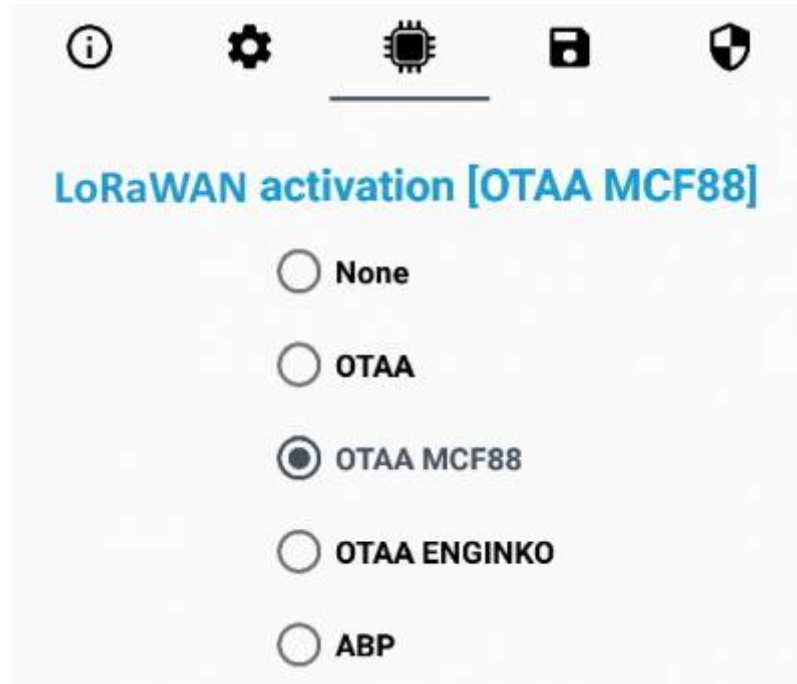 LoRaWAN activation [OTAA MCF88]
None
OTAA
OTAA MCF88
OTAA ENGINKO
ABP